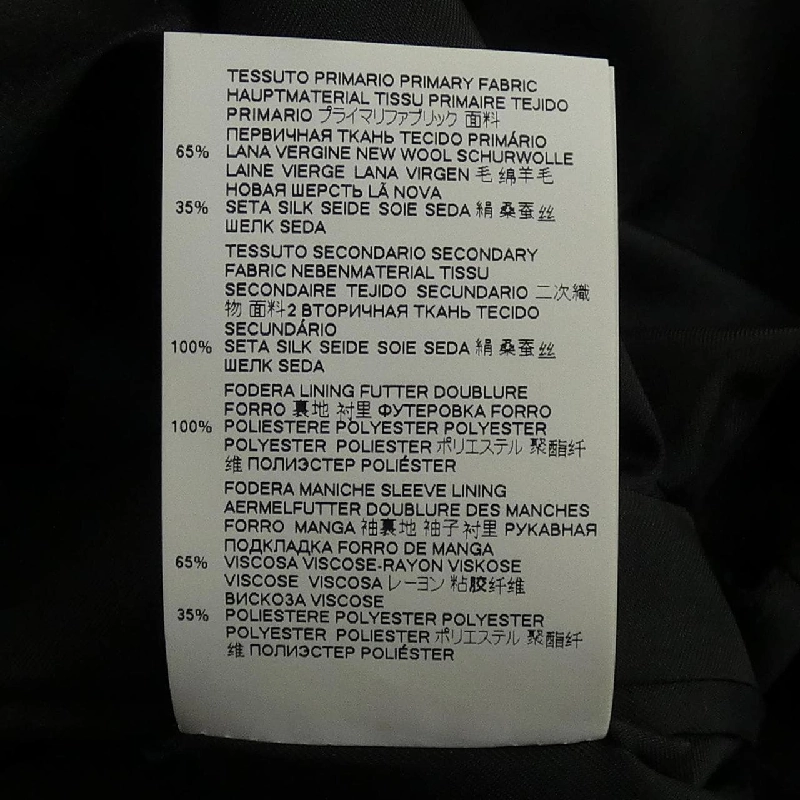 TESSUTO PRIMARIO PRIMARY FABRIC
HAUPTMATERIAL TISSU PRIMAIRE TEJIDO
PRIMARIO プライマリファブリック 面料
ПЕРВИЧНАЯ ТКАНЬ TECIDO PRIMÁRIO
65% LANA VERGINE NEW WOOL SCHURWOLLE
LAINE VIERGE LANA VIRGEN 毛 绵羊毛
НОВАЯ ШЕРСТЬ LÃ NOVA
35% SETA SILK SEIDE SOIE SEDA 絹 桑蚕丝
ШЕЛК SEDA
TESSUTO SECONDARIO SECONDARY
FABRIC NEBENMATERIAL TISSU
SECONDAIRE TEJIDO SECUNDARIO 二次織
物 面料2 ВТОРИЧНАЯ ТКАНЬ TECIDO
SECUNDÁRIO
100% SETA SILK SEIDE SOIE SEDA 絹 桑蚕丝
ШЕЛК SEDA
FODERA LINING FUTTER DOUBLURE
FORRO 裏地 衬里 ФУТЕРОВКА FORRO
100% POLIESTERE POLYESTER POLYESTER
POLYESTER POLIESTER ポリエステル 聚酯纤
维 ПОЛИЭСТЕР POLIÉSTER
FODERA MANICHE SLEEVE LINING
AERMELFUTTER DOUBLURE DES MANCHES
FORRO MANGA 袖裏地 袖子衬里 РУКАВНАЯ
ПОДКЛАДКА FORRO DE MANGA
65% VISCOSA VISCOSE-RAYON VISKOSE
VISCOSE VISCOSA レーヨン 粘胶纤维
ВИСКОЗА VISCOSE
35% POLIESTERE POLYESTER POLYESTER
POLYESTER POLIESTER ポリエステル 聚酯纤
维 ПОЛИЭСТЕР POLIÉSTER